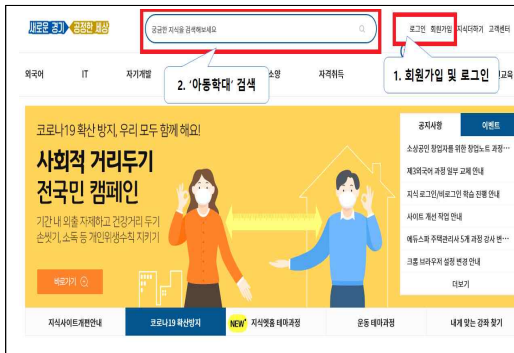 새로운 경기 공정한 세상
궁금한 지식을 검색해보세요
로그인 회원가입 지식더하기 고객센터
외국어 IT 자기개발 소양 자격취득 교육
2. '아동학대' 검색
1. 회원가입 및 로그인
코로나19 확산 방지, 우리 모두 함께 해요!
사회적 거리두기
전국민 캠페인
기간 내 외출 자제하고 건강거리 두기
손씻기, 소독 등 개인위생수칙 지키기
바로가기
공지사항 이벤트
소상공인 창업자를 위한 창업노트 과정…
제3외국어 과정 일부 교체 안내
지식 로그인/비로그인 학습 진행 안내
사이트 개선 작업 안내
에듀스파 주택관리사 5개 과정 강사 변…
크롬 브라우저 설정 변경 안내
더보기
지식사이트개편안내 코로나19 확산방지 NEW 지식엣홈 테마과정 운동 테마과정 내게 맞는 강좌 찾기